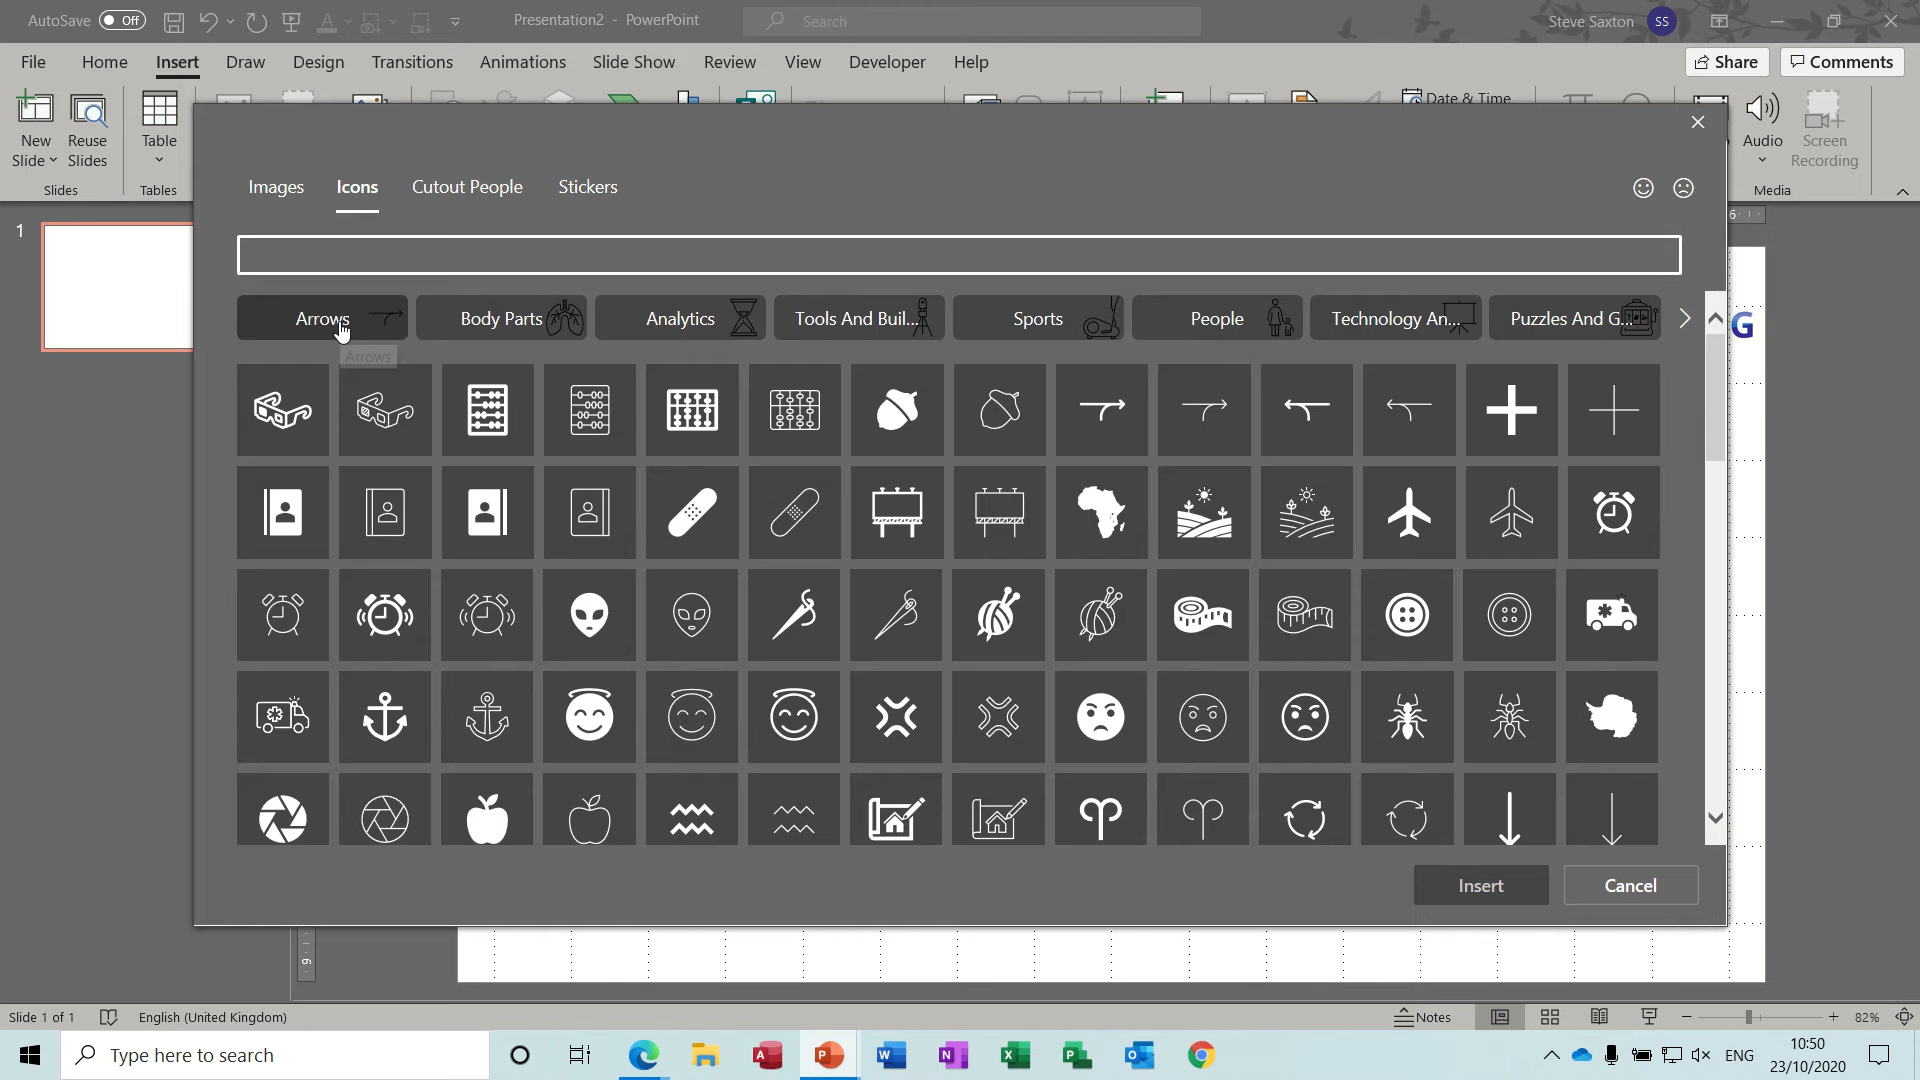 AutoSave Off
Presentation2 - PowerPoint
Search
Steve Saxton SS
File Home Insert Draw Design Transitions Animations Slide Show Review View Developer Help
Share Comments
New
Slide
Reuse
Slides
Table
Date & Time
Audio
Screen
Recording
Slides
Tables
Media
Images Icons Cutout People Stickers
1
6
G
Arrows Body Parts Analytics Tools And Buil... Sports People Technology An... Puzzles And G...
Arrows
Insert Cancel
9
Slide 1 of 1 English (United Kingdom)
Notes
82%
Type here to search
A P W N X P O
ENG
10:50
23/10/2020